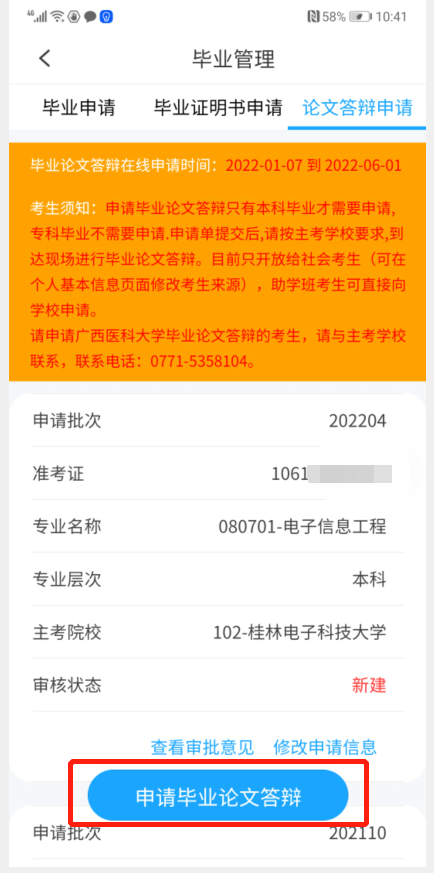 4G 58% 10:41
毕业管理
毕业申请 毕业证明书申请 论文答辩申请
毕业论文答辩在线申请时间：2022-01-07 到 2022-06-01
考生须知：申请毕业论文答辩只有本科毕业才需要申请,
专科毕业不需要申请.申请单提交后,请按主考学校要求,到
达现场进行毕业论文答辩。目前只开放给社会考生（可在
个人基本信息页面修改考生来源），助学班考生可直接向
学校申请。
请申请广西医科大学毕业论文答辩的考生，请与主考学校
联系，联系电话：0771-5358104。
申请批次 202204
准考证 1061
专业名称 080701-电子信息工程
专业层次 本科
主考院校 102-桂林电子科技大学
审核状态 新建
查看审批意见 修改申请信息
申请毕业论文答辩
申请批次 202110